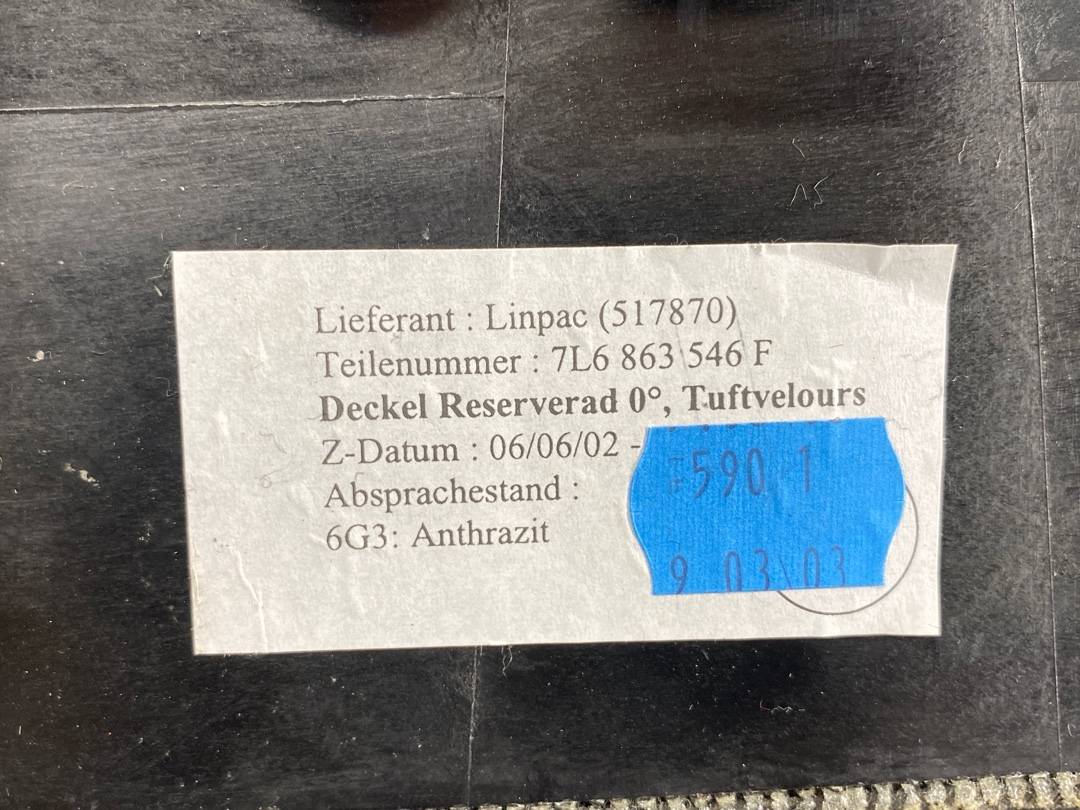 Lieferant : Linpac (517870)
Teilenummer : 7L6 863 546 F
Deckel Reserverad 0°, Tuftvelours
Z-Datum : 06/06/02 -
Absprachestand :
6G3: Anthrazit
590 1
9 03 03